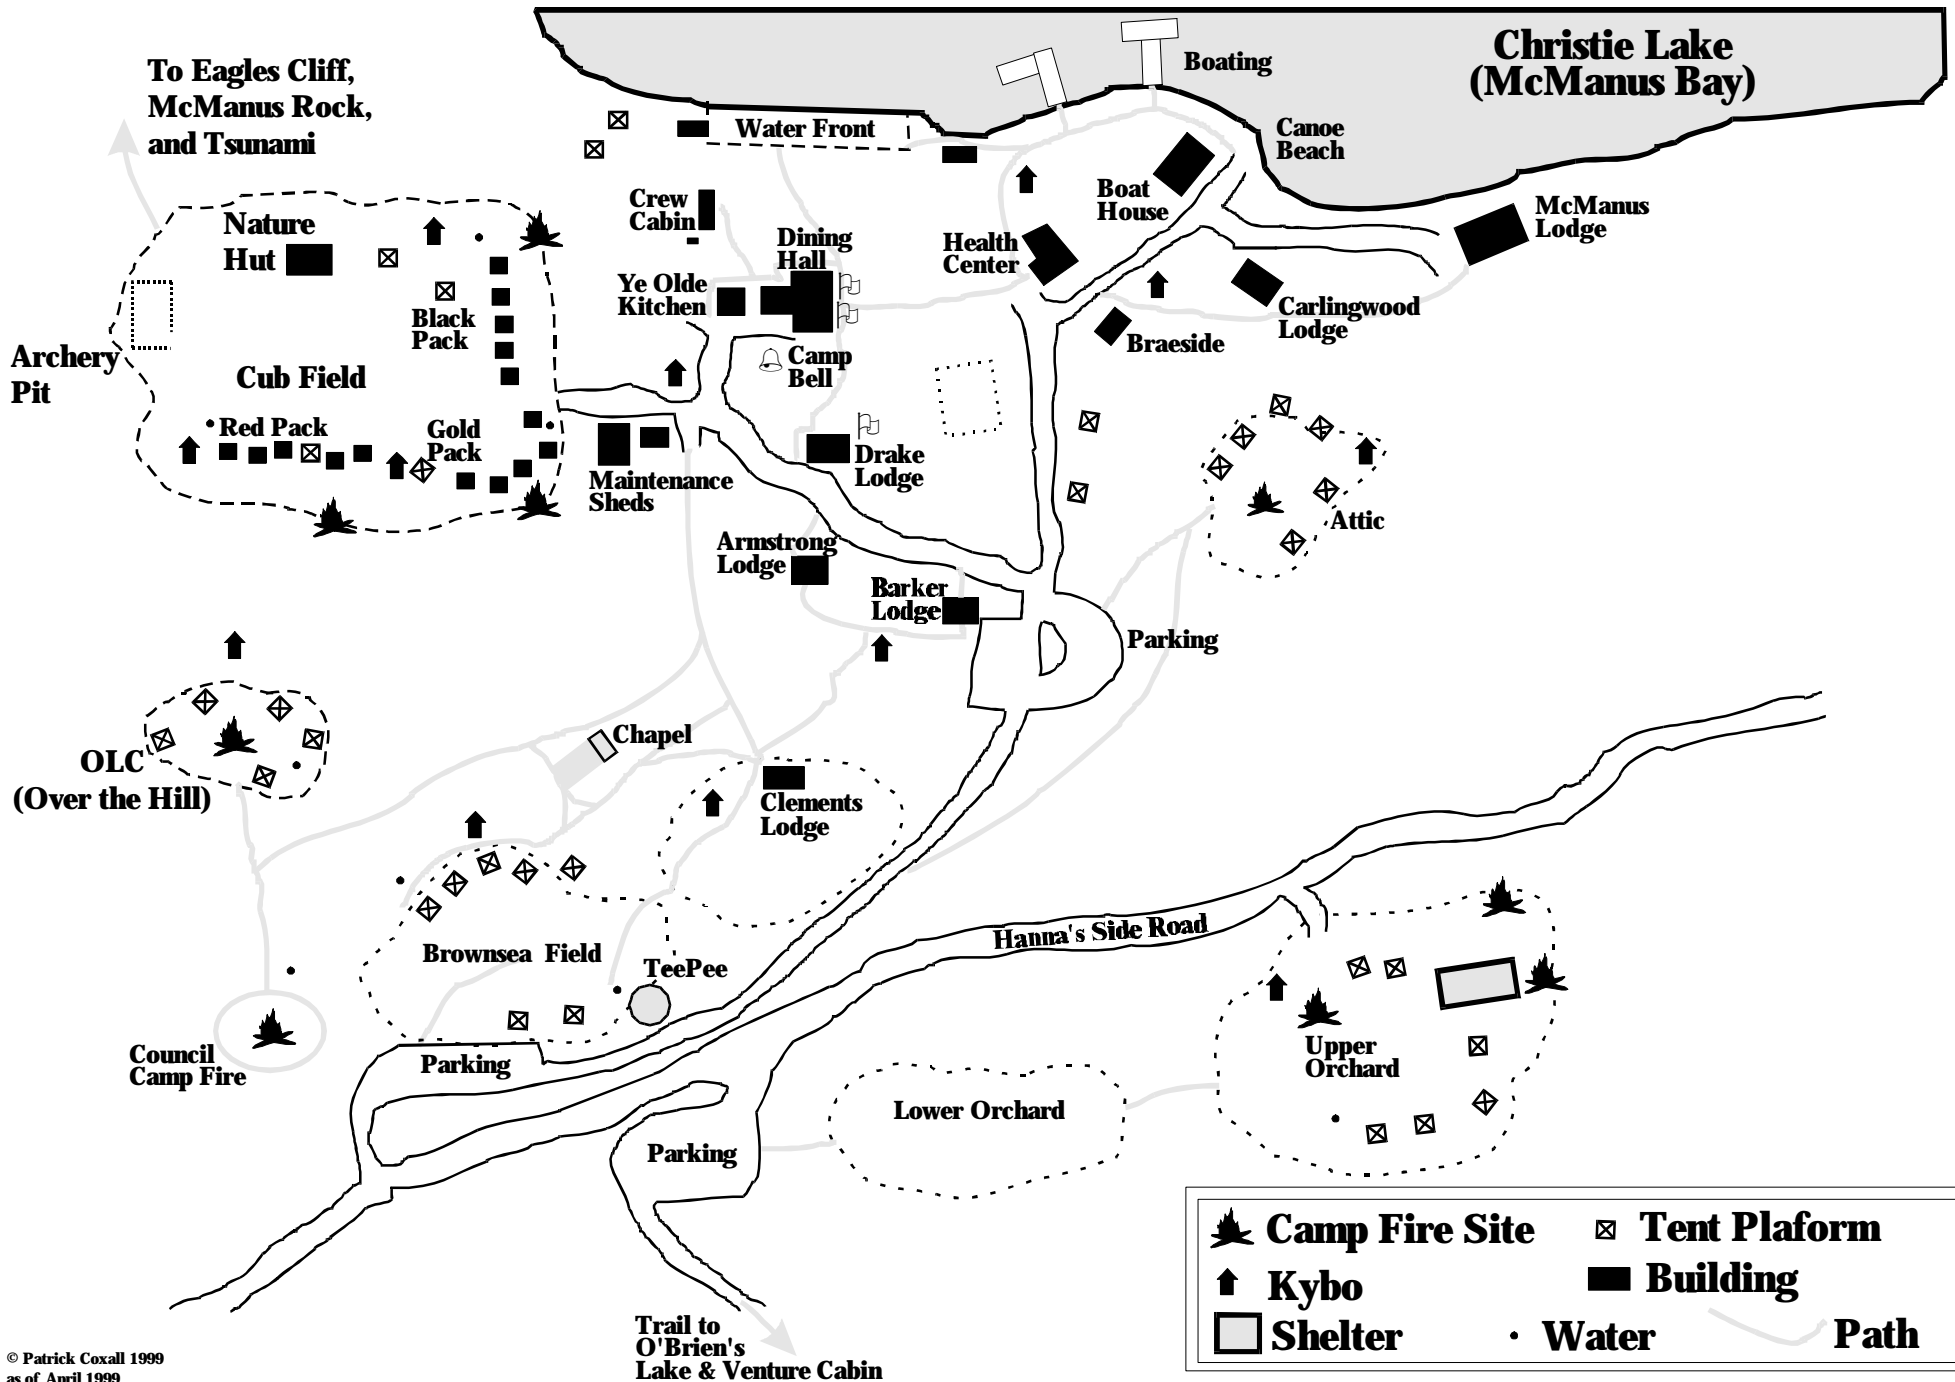 Christie Lake
(McManus Bay)
To Eagles Cliff,
McManus Rock,
and Tsunami
Boating
Water Front
Canoe
Beach
Crew
Cabin
Boat
House
McManus
Lodge
Nature
Hut
Dining
Hall
Health
Center
Ye Olde
Kitchen
Carlingwood
Lodge
Black
Pack
Braeside
Archery
Pit
Cub Field
Camp
Bell
Red Pack
Gold
Pack
Drake
Lodge
Maintenance
Sheds
Attic
Armstrong
Lodge
Barker
Lodge
Parking
Chapel
OLC
(Over the Hill)
Clements
Lodge
Brownsea Field
TeePee
Hanna's Side Road
Council
Camp Fire
Parking
Upper
Orchard
Lower Orchard
Parking
Camp Fire Site
Tent Plaform
Kybo
Building
Shelter
Water
Path
Trail to
O'Brien's
Lake & Venture Cabin
© Patrick Coxall 1999
as of April 1999